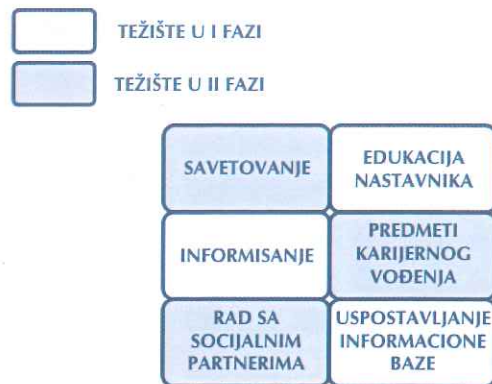 TEŽIŠTE U I FAZI
TEŽIŠTE U II FAZI
SAVETOVANJE
EDUKACIJA
NASTAVNIKA
INFORMISANJE
PREDMETI
KARIJERNOG
VOĐENJA
RAD SA
SOCIJALNIM
PARTNERIMA
USPOSTAVLJANJE
INFORMACIONE
BAZE